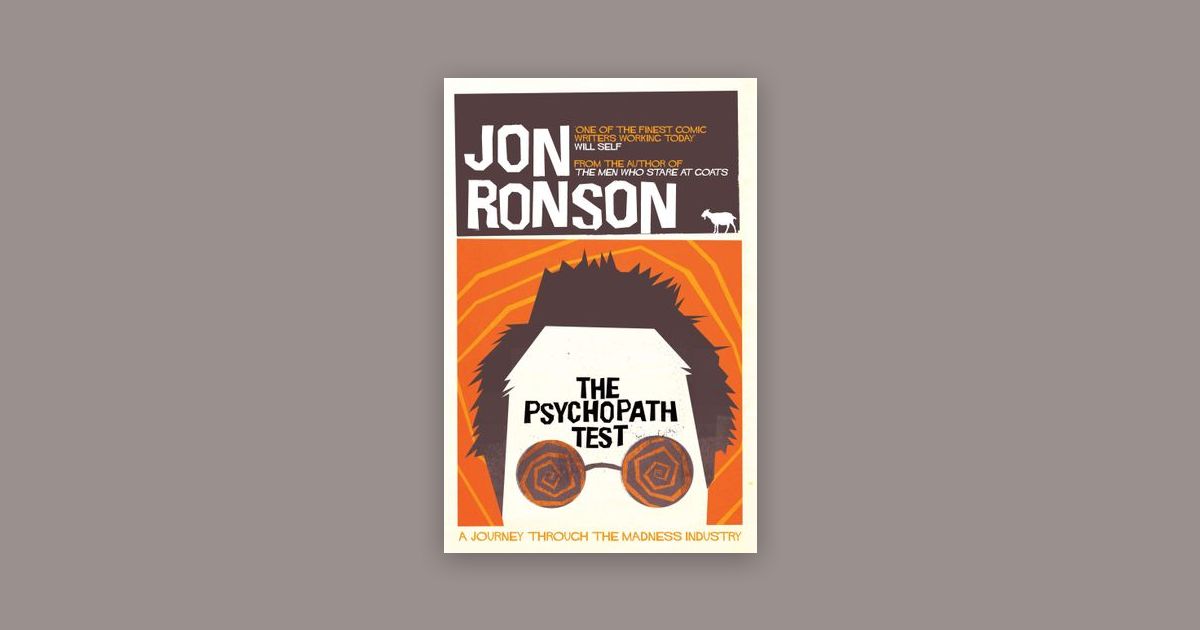 JON
RONSON
ONE OF THE FINEST COMIC
WRITERS WORKING TODAY
WILL SELF
FROM THE AUTHOR OF
THE MEN WHO STARE AT GOATS
THE
PSYCHOPATH
TEST
A JOURNEY THROUGH THE MADNESS INDUSTRY